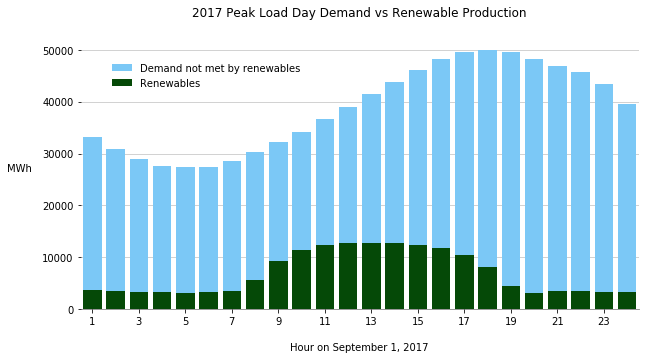 2017 Peak Load Day Demand vs Renewable Production
50000
Demand not met by renewables
Renewables
40000
30000
MWh
20000
10000
0
1 3 5 7 9 11 13 15 17 19 21 23
Hour on September 1, 2017